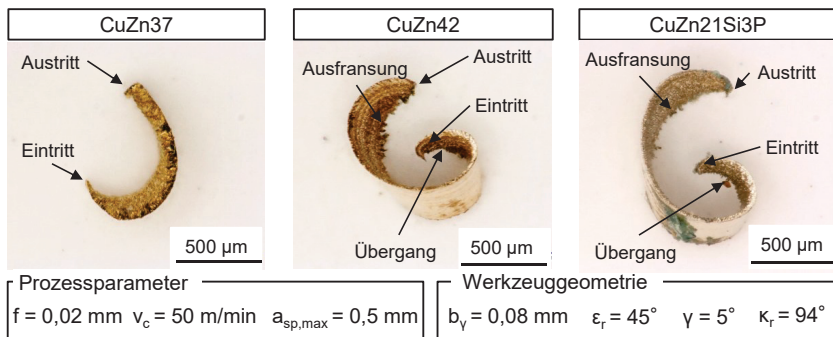 CuZn37
CuZn42
CuZn21Si3P
Austritt
Eintritt
500 µm
Ausfransung
Austritt
Eintritt
Übergang
500 µm
Ausfransung
Austritt
Eintritt
Übergang
500 µm
Prozessparameter
f = 0,02 mm v_c = 50 m/min a_sp,max = 0,5 mm
Werkzeuggeometrie
b_γ = 0,08 mm ε_r = 45° γ = 5° κ_r = 94°